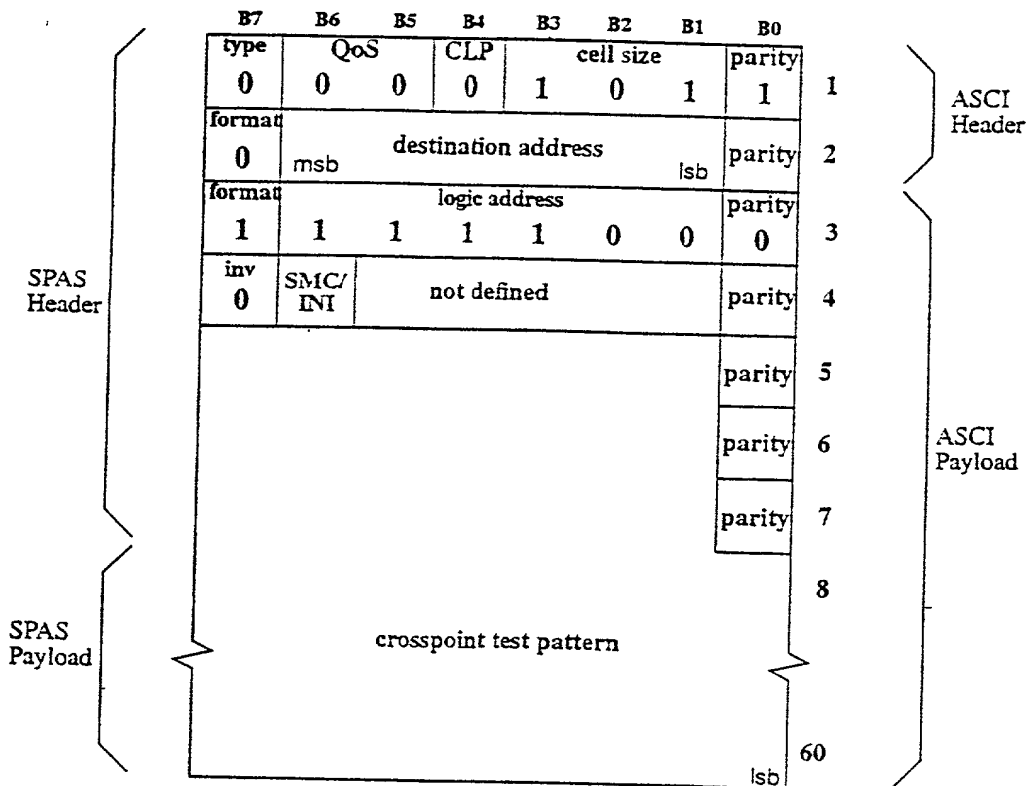 B7 B6 B5 B4 B3 B2 B1 B0
type QoS CLP cell size parity
0 0 0 0 1 0 1 1 1
ASCI
Header
format destination address parity 2
0 msb lsb
format logic address parity
1 1 1 1 1 0 0 0 3
SPAS
Header
inv SMC/ not defined parity 4
0 INI
parity 5
parity 6
ASCI
Payload
parity 7
8
SPAS
Payload
crosspoint test pattern
60
lsb